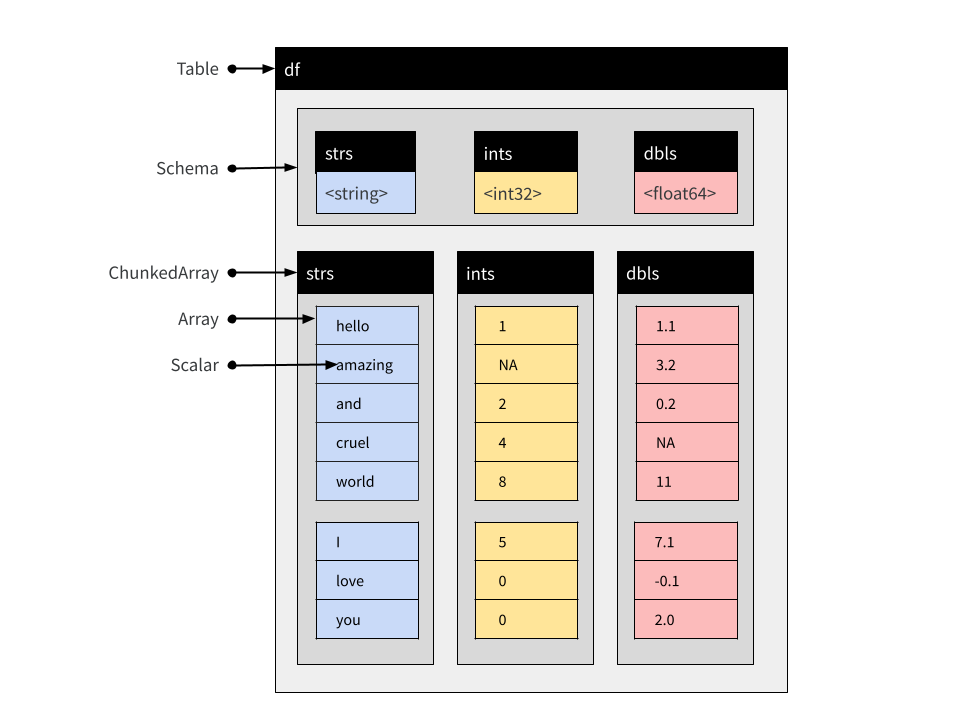 Table df
Schema
strs ints dbls
<string> <int32> <float64>
ChunkedArray strs ints dbls
Array hello 1 1.1
Scalar amazing NA 3.2
and 2 0.2
cruel 4 NA
world 8 11
I 5 7.1
love 0 -0.1
you 0 2.0